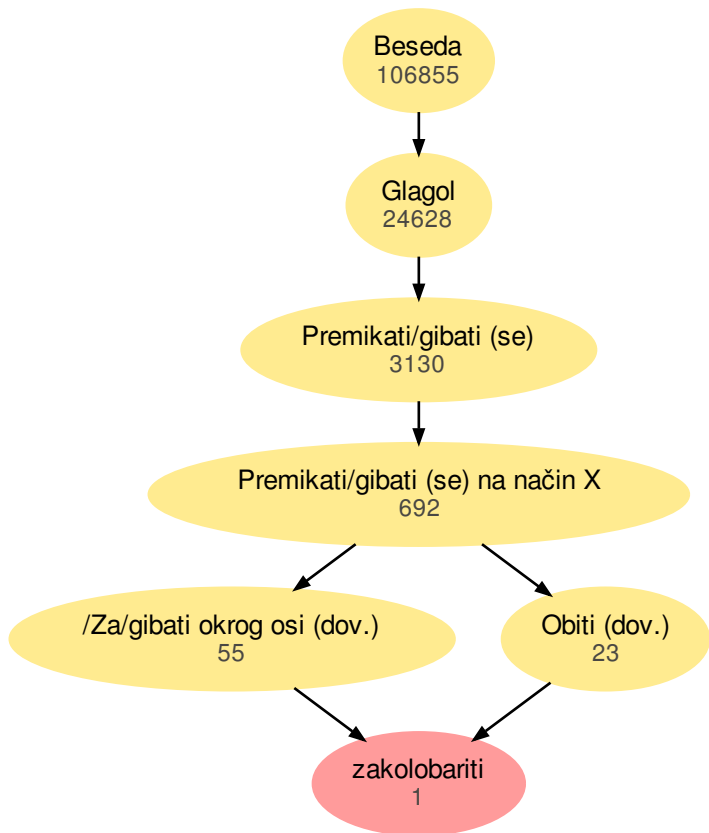 Beseda
106855
Glagol
24628
Premikati/gibati (se)
3130
Premikati/gibati (se) na način X
692
/Za/gibati okrog osi (dov.)
55
Obiti (dov.)
23
zakolobariti
1